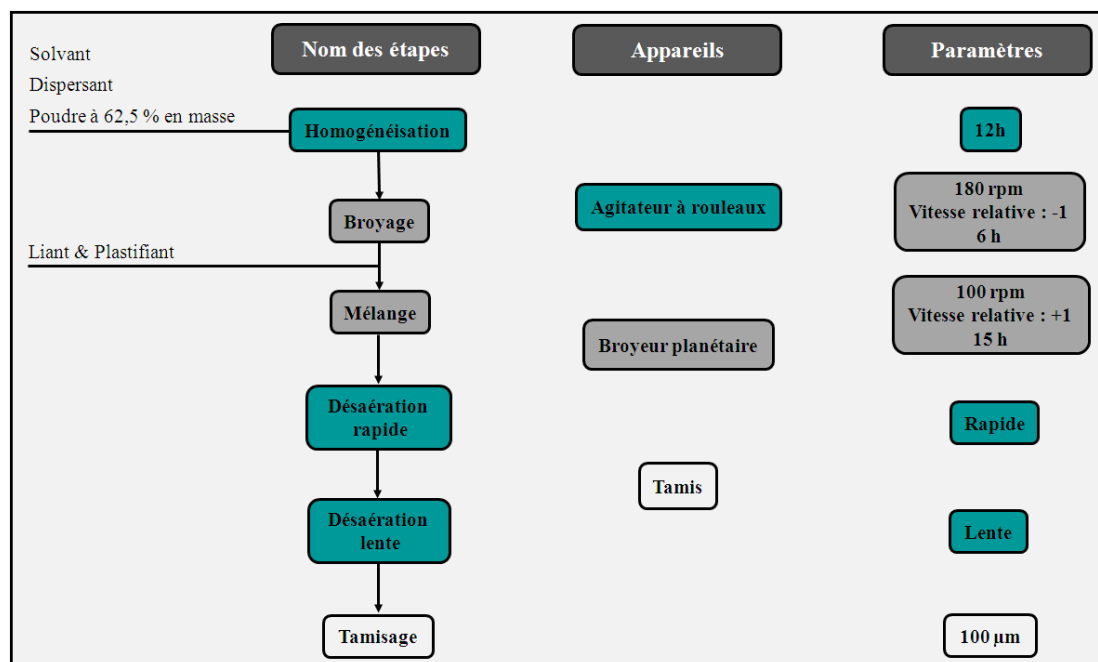 Solvant
Dispersant
Poudre à 62,5 % en masse
Liant & Plastifiant
Nom des étapes
Homogénéisation
Broyage
Mélange
Désaération
rapide
Désaération
lente
Tamisage
Appareils
Agitateur à rouleaux
Broyeur planétaire
Tamis
Paramètres
12h
180 rpm
Vitesse relative : -1
6 h
100 rpm
Vitesse relative : +1
15 h
Rapide
Lente
100 µm